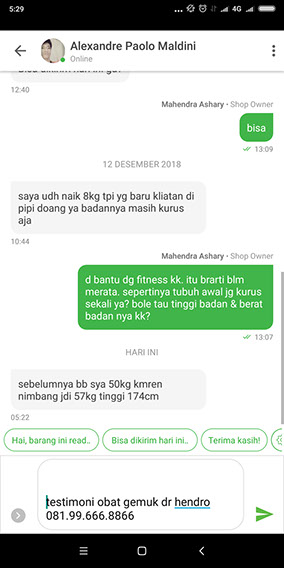 5:29
... 4G
Alexandre Paolo Maldini
Online
12:40
Mahendra Ashary • Shop Owner
bisa
13:09
12 DESEMBER 2018
saya udh naik 8kg tpi yg baru kliatan di
pipi doang ya badannya masih kurus
aja
10:44
Mahendra Ashary • Shop Owner
d bantu dg fitness kk. itu brarti blm
merata. sepertinya tubuh awal jg kurus
sekali ya? bole tau tinggi badan & berat
badan nya kk?
13:07
HARI INI
sebelumnya bb sya 50kg kmren
nimbang jdi 57kg tinggi 174cm
05:22
Hai, barang ini read..
Bisa dikirim hari ini..
Terima kasih!
testimoni obat gemuk dr hendro
081.99.666.8866